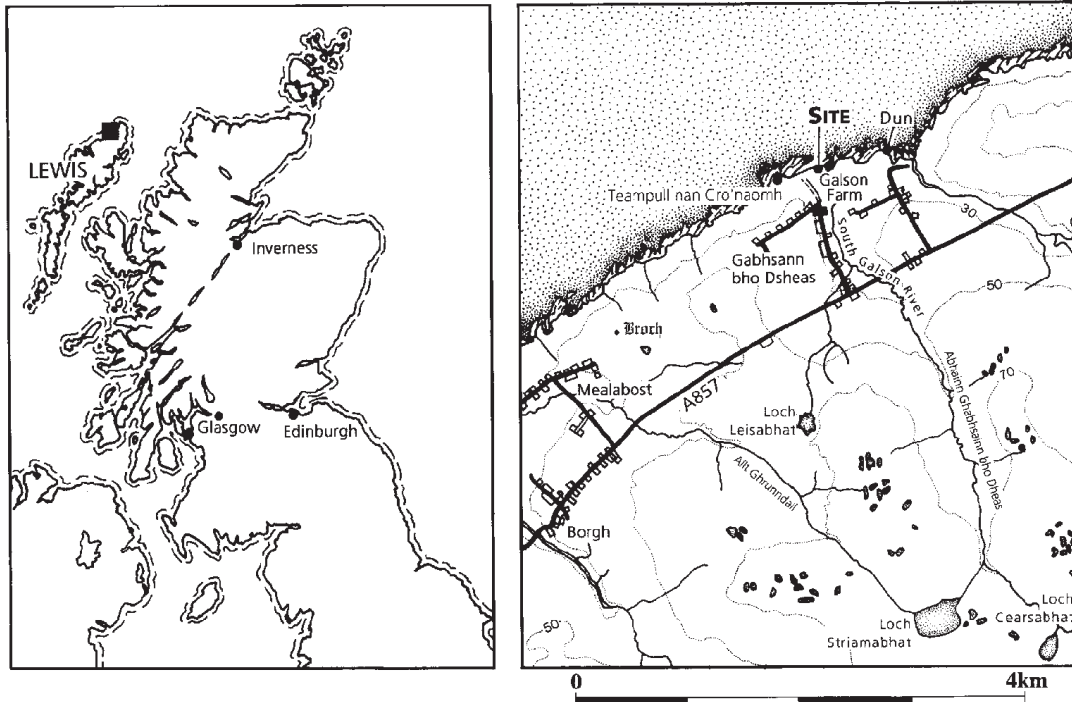 LEWIS
Inverness
Glasgow
Edinburgh
SITE
Dun
Teampull nan Cro'naomh
Galson
Farm
Gabhsann
bho Dsheas
South Galson River
30
50
Broch
A857
Mealabost
Loch
Leisabhat
Abhainn Ghabhsainn bho Dheas
70
Allt Ghrunndail
Borgh
50
Loch
Striamabhat
Loch
Cearsabhat
0
4km